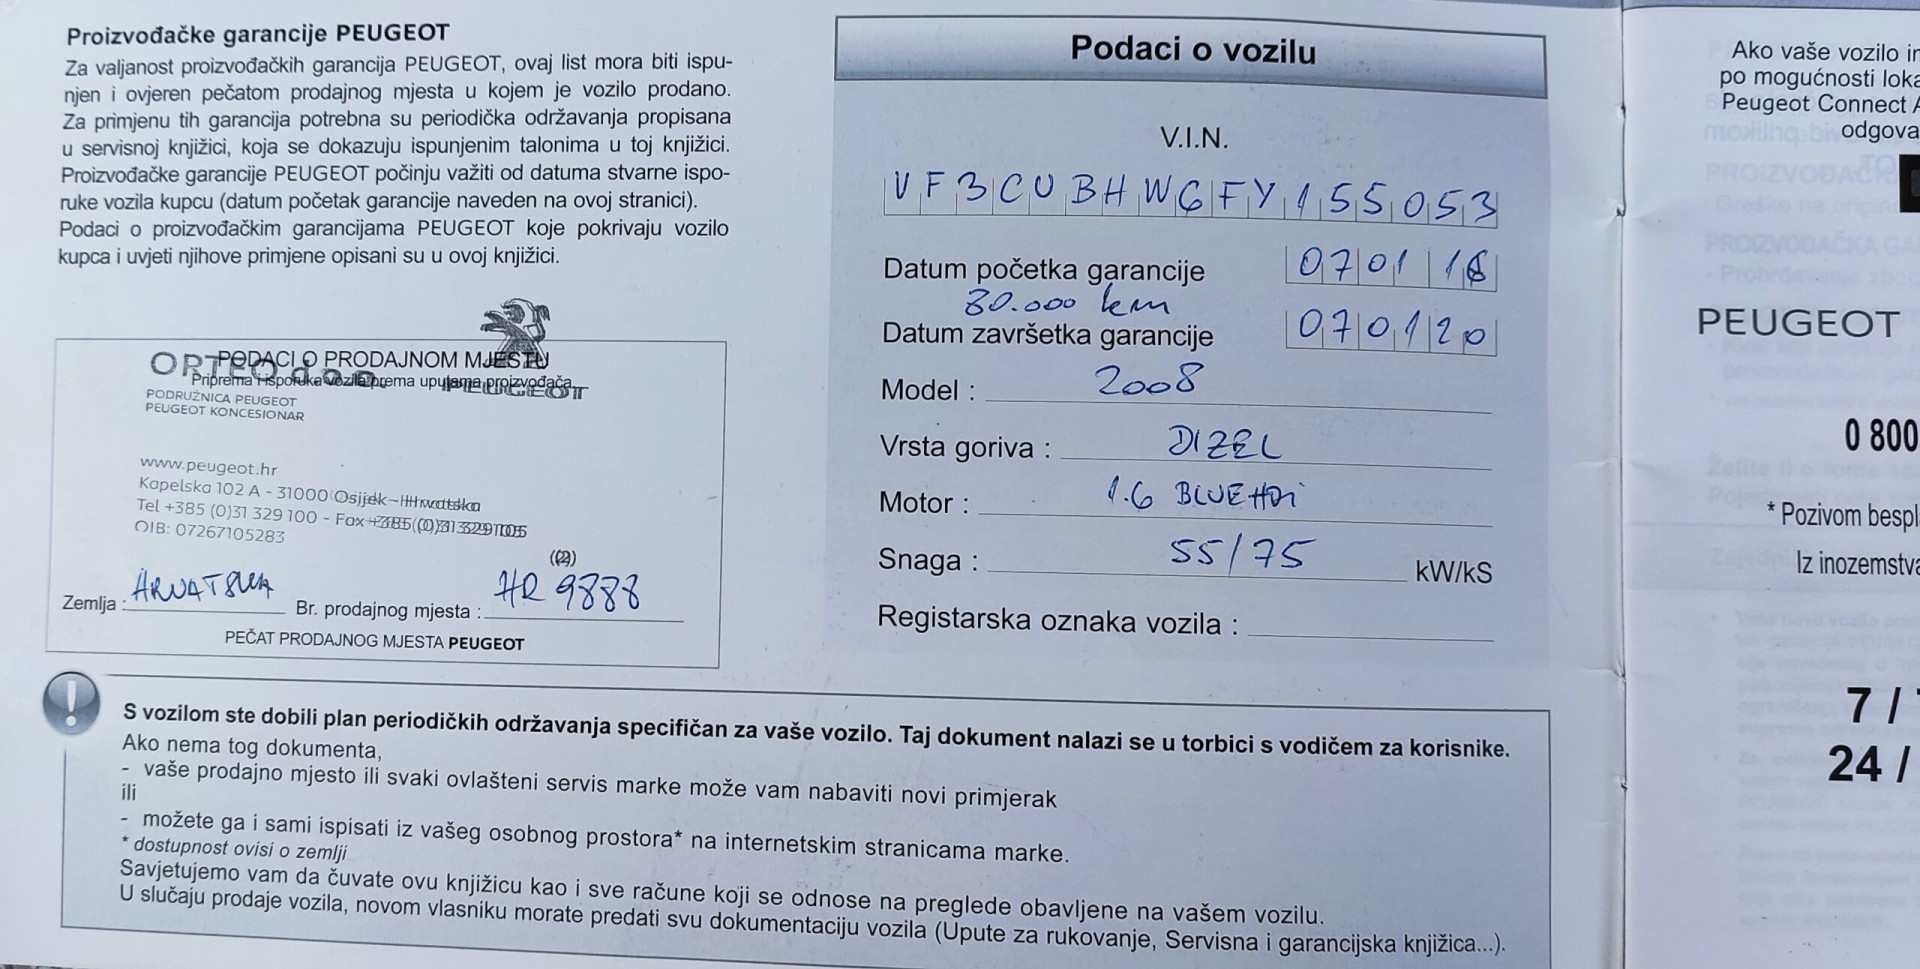 Proizvođačke garancije PEUGEOT
Za valjanost proizvođačkih garancija PEUGEOT, ovaj list mora biti ispu-
njen i ovjeren pečatom prodajnog mjesta u kojem je vozilo prodano.
Za primjenu tih garancija potrebna su periodička održavanja propisana
u servisnoj knjižici, koja se dokazuju ispunjenim talonima u toj knjižici.
Proizvođačke garancije PEUGEOT počinju važiti od datuma stvarne ispo-
ruke vozila kupcu (datum početak garancije naveden na ovoj stranici).
Podaci o proizvođačkim garancijama PEUGEOT koje pokrivaju vozilo
kupca i uvjeti njihove primjene opisani su u ovoj knjižici.
PODACI O PRODAJNOM MJESTU
Priprema i isporuka vozila prema uputama proizvođača
ORTEO d.o.o.
PEUGEOT
PODRUŽNICA PEUGEOT
PEUGEOT KONCESIONAR
www.peugeot.hr
Kapelska 102 A - 31000 Osijek - Hrvatska
Tel +385 (0)31 329 100 - Fax +385 (0)31 329 105
OIB: 07267105283
(2)
Zemlja : HRVATSKA Br. prodajnog mjesta : HR 9888
PEČAT PRODAJNOG MJESTA PEUGEOT
Podaci o vozilu
V.I.N.
VF3CUBHW6FY155053
Datum početka garancije 07 01 16
80.000 km
Datum završetka garancije 07 01 20
Model : 2008
Vrsta goriva : DIZEL
Motor : 1.6 BLUE HDi
Snaga : 55/75 kW/kS
Registarska oznaka vozila :
S vozilom ste dobili plan periodičkih održavanja specifičan za vaše vozilo. Taj dokument nalazi se u torbici s vodičem za korisnike.
Ako nema tog dokumenta,
- vaše prodajno mjesto ili svaki ovlašteni servis marke može vam nabaviti novi primjerak
ili
- možete ga i sami ispisati iz vašeg osobnog prostora* na internetskim stranicama marke.
* dostupnost ovisi o zemlji
Savjetujemo vam da čuvate ovu knjižicu kao i sve račune koji se odnose na preglede obavljene na vašem vozilu.
U slučaju prodaje vozila, novom vlasniku morate predati svu dokumentaciju vozila (Upute za rukovanje, Servisna i garancijska knjižica...).
Ako vaše vozilo
po mogućnosti
Peugeot Connect
PEUGEOT
0 800
* Pozivom
Iz
7 /
24 /